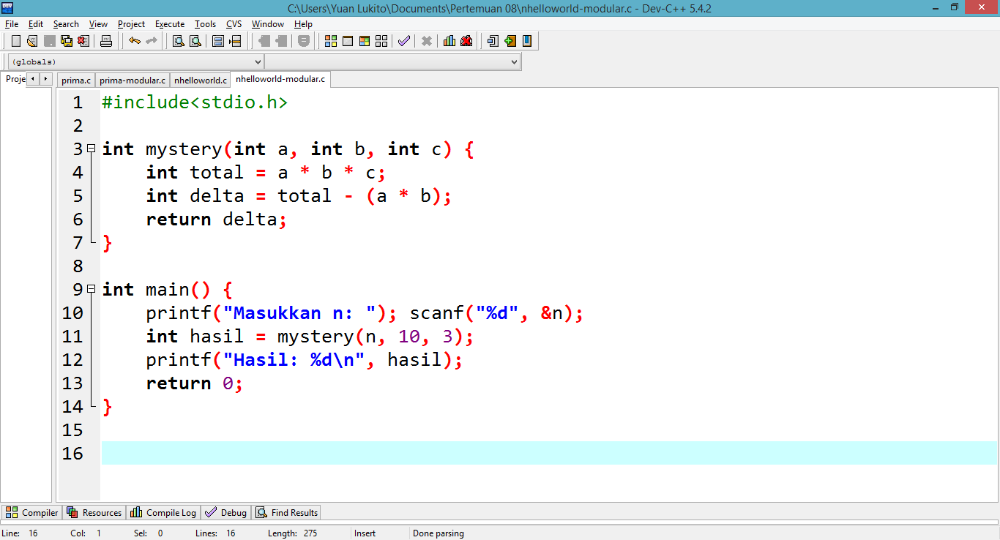 C:\Users\Yuan Lukito\Documents\Pertemuan 08\nhelloworld-modular.c - Dev-C++ 5.4.2
File Edit Search View Project Execute Tools CVS Window Help
(globals)
Proje prima.c prima-modular.c nhelloworld.c nhelloworld-modular.c
1 #include<stdio.h>
2
3 int mystery(int a, int b, int c) {
4     int total = a * b * c;
5     int delta = total - (a * b);
6     return delta;
7 }
8
9 int main() {
10     printf("Masukkan n: "); scanf("%d", &n);
11     int hasil = mystery(n, 10, 3);
12     printf("Hasil: %d\n", hasil);
13     return 0;
14 }
15
16
Compiler Resources Compile Log Debug Find Results
Line: 16 Col: 1 Sel: 0 Lines: 16 Length: 275 Insert Done parsing